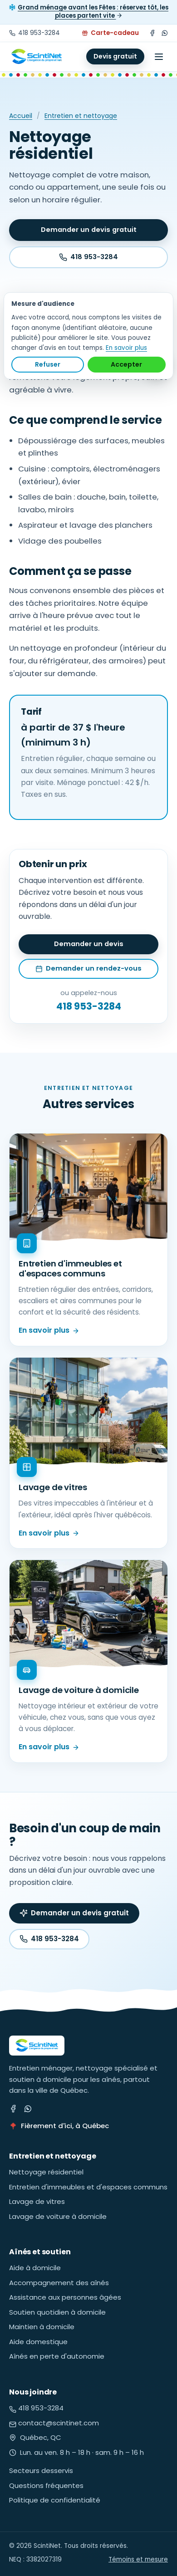 Grand ménage avant les Fêtes : réservez tôt, les
places partent vite →
418 953-3284
Carte-cadeau
ScintiNet
Devis gratuit
Accueil / Entretien et nettoyage
Nettoyage
résidentiel
Nettoyage complet de votre maison,
condo ou appartement, une seule fois ou
selon un horaire régulier.
Demander un devis gratuit
418 953-3284
Mesure d'audience
Avec votre accord, nous comptons les visites de
façon anonyme (identifiant aléatoire, aucune
publicité) pour améliorer le site. Vous pouvez
changer d'avis en tout temps. En savoir plus
Refuser
Accepter
agréable à vivre.
Ce que comprend le service
Dépoussiérage des surfaces, meubles
et plinthes
Cuisine : comptoirs, électroménagers
(extérieur), évier
Salles de bain : douche, bain, toilette,
lavabo, miroirs
Aspirateur et lavage des planchers
Vidage des poubelles
Comment ça se passe
Nous convenons ensemble des pièces et
des tâches prioritaires. Notre équipe
arrive à l'heure prévue avec tout le
matériel et les produits.
Un nettoyage en profondeur (intérieur du
four, du réfrigérateur, des armoires) peut
s'ajouter sur demande.
Tarif
à partir de 37 $ l'heure
(minimum 3 h)
Entretien régulier, chaque semaine ou
aux deux semaines. Minimum 3 heures
par visite. Ménage ponctuel : 42 $/h.
Taxes en sus.
Obtenir un prix
Chaque intervention est différente.
Décrivez votre besoin et nous vous
répondons dans un délai d'un jour
ouvrable.
Demander un devis
Demander un rendez-vous
ou appelez-nous
418 953-3284
ENTRETIEN ET NETTOYAGE
Autres services
Entretien d'immeubles et
d'espaces communs
Entretien régulier des entrées, corridors,
escaliers et aires communes pour le
confort et la sécurité des résidents.
En savoir plus →
Lavage de vitres
Des vitres impeccables à l'intérieur et à
l'extérieur, idéal après l'hiver québécois.
En savoir plus →
Lavage de voiture à domicile
Nettoyage intérieur et extérieur de votre
véhicule, chez vous, sans que vous ayez
à vous déplacer.
En savoir plus →
Besoin d'un coup de main
?
Décrivez votre besoin : nous vous rappelons
dans un délai d'un jour ouvrable avec une
proposition claire.
Demander un devis gratuit
418 953-3284
ScintiNet
Entretien ménager, nettoyage spécialisé et
soutien à domicile pour les aînés, partout
dans la ville de Québec.
Fièrement d'ici, à Québec
Entretien et nettoyage
Nettoyage résidentiel
Entretien d'immeubles et d'espaces communs
Lavage de vitres
Lavage de voiture à domicile
Aînés et soutien
Aide à domicile
Accompagnement des aînés
Assistance aux personnes âgées
Soutien quotidien à domicile
Maintien à domicile
Aide domestique
Aînés en perte d'autonomie
Nous joindre
418 953-3284
contact@scintinet.com
Québec, QC
Lun. au ven. 8 h – 18 h · sam. 9 h – 16 h
Secteurs desservis
Questions fréquentes
Politique de confidentialité
© 2026 ScintiNet. Tous droits réservés.
NEQ : 3382027319
Témoins et mesure